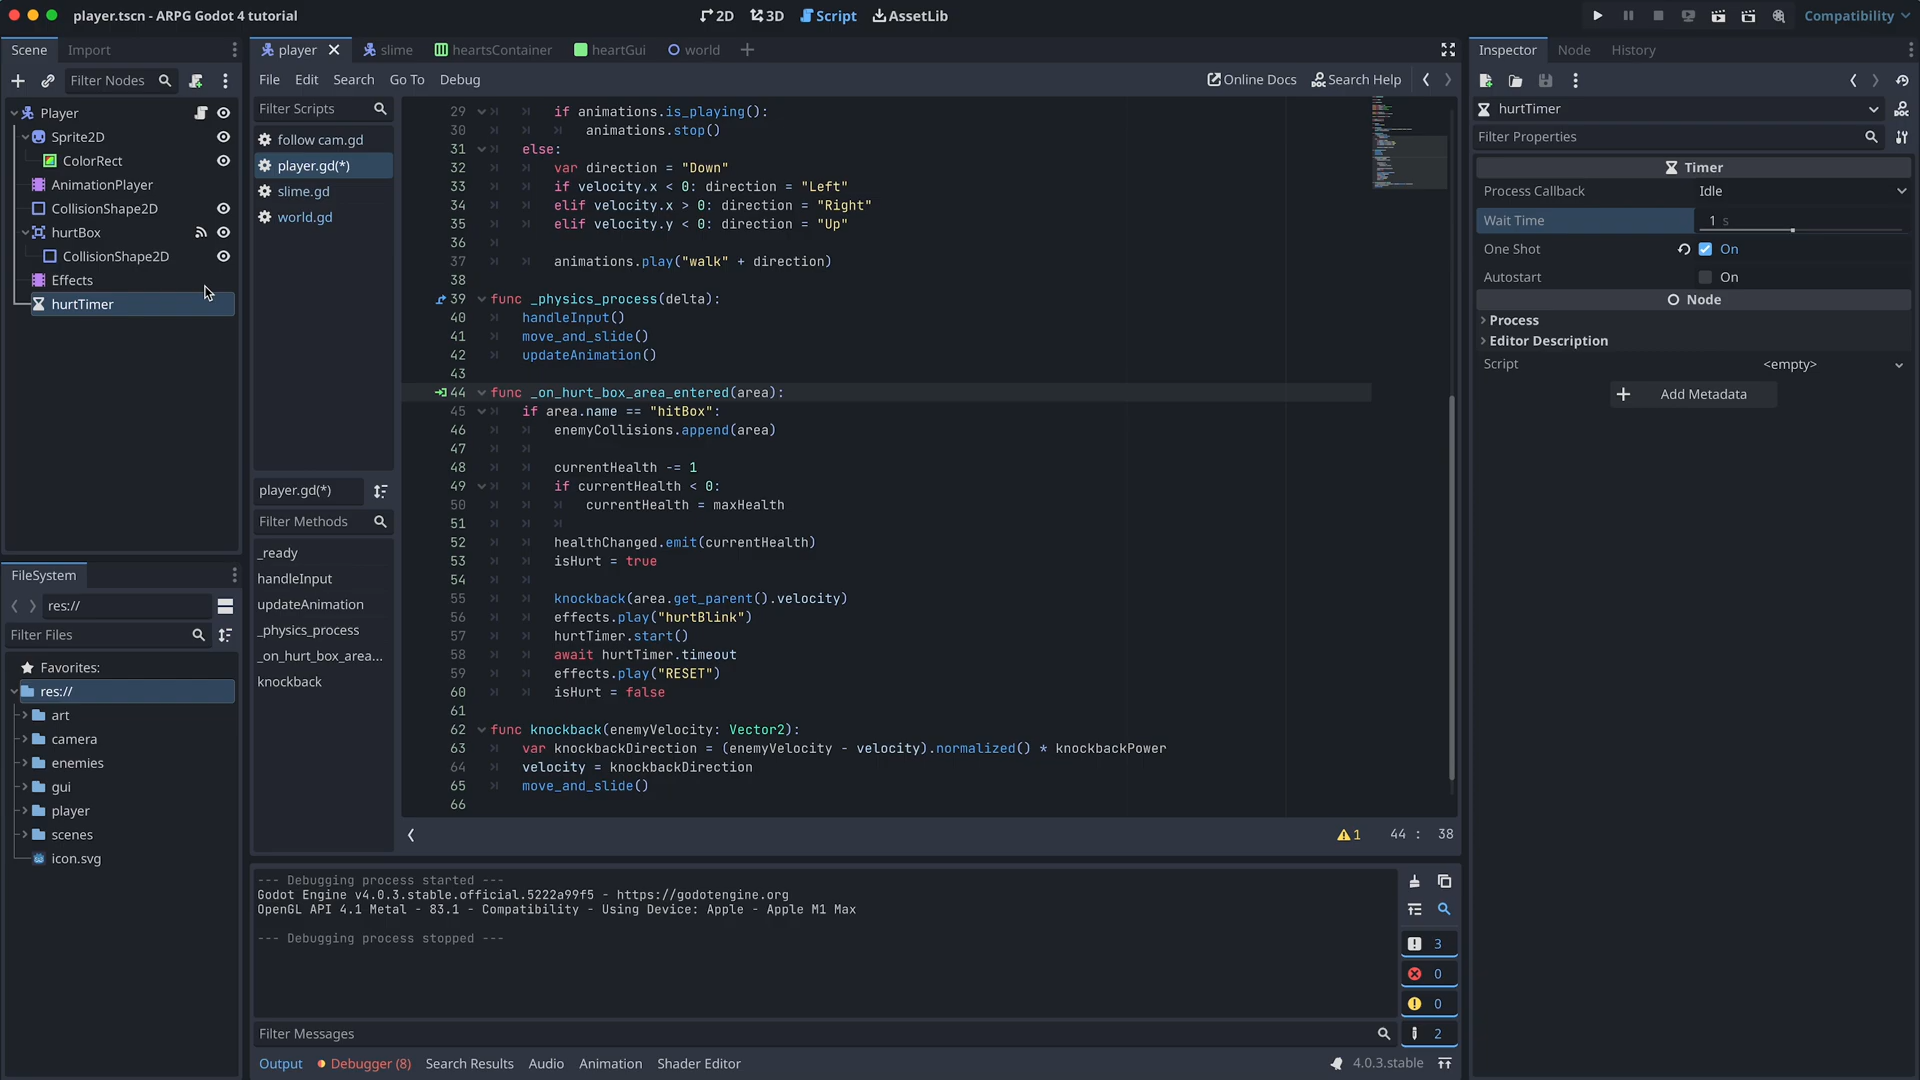 player.tscn - ARPG Godot 4 tutorial
2D 3D Script AssetLib
Compatibility
Scene Import
Filter Nodes
Player
Sprite2D
ColorRect
AnimationPlayer
CollisionShape2D
hurtBox
CollisionShape2D
Effects
hurtTimer
FileSystem
res://
Filter Files
Favorites:
res://
art
camera
enemies
gui
player
scenes
icon.svg
player slime heartsContainer heartGui world
File Edit Search Go To Debug
Online Docs Search Help
Filter Scripts
follow cam.gd
player.gd(*)
slime.gd
world.gd
player.gd(*)
Filter Methods
_ready
handleInput
updateAnimation
_physics_process
_on_hurt_box_area...
knockback
29 if animations.is_playing():
30 animations.stop()
31 else:
32 var direction = "Down"
33 if velocity.x < 0: direction = "Left"
34 elif velocity.x > 0: direction = "Right"
35 elif velocity.y < 0: direction = "Up"
36
37 animations.play("walk" + direction)
38
39 func _physics_process(delta):
40 handleInput()
41 move_and_slide()
42 updateAnimation()
43
44 func _on_hurt_box_area_entered(area):
45 if area.name == "hitBox":
46 enemyCollisions.append(area)
47
48 currentHealth -= 1
49 if currentHealth < 0:
50 currentHealth = maxHealth
51
52 healthChanged.emit(currentHealth)
53 isHurt = true
54
55 knockback(area.get_parent().velocity)
56 effects.play("hurtBlink")
57 hurtTimer.start()
58 await hurtTimer.timeout
59 effects.play("RESET")
60 isHurt = false
61
62 func knockback(enemyVelocity: Vector2):
63 var knockbackDirection = (enemyVelocity - velocity).normalized() * knockbackPower
64 velocity = knockbackDirection
65 move_and_slide()
66
1 44 : 38
--- Debugging process started ---
Godot Engine v4.0.3.stable.official.5222a99f5 - https://godotengine.org
OpenGL API 4.1 Metal - 83.1 - Compatibility - Using Device: Apple - Apple M1 Max
--- Debugging process stopped ---
3
0
0
2
Filter Messages
Output Debugger (8) Search Results Audio Animation Shader Editor
4.0.3.stable
Inspector Node History
hurtTimer
Filter Properties
Timer
Process Callback Idle
Wait Time 1 s
One Shot On
Autostart On
Node
Process
Editor Description
Script <empty>
Add Metadata